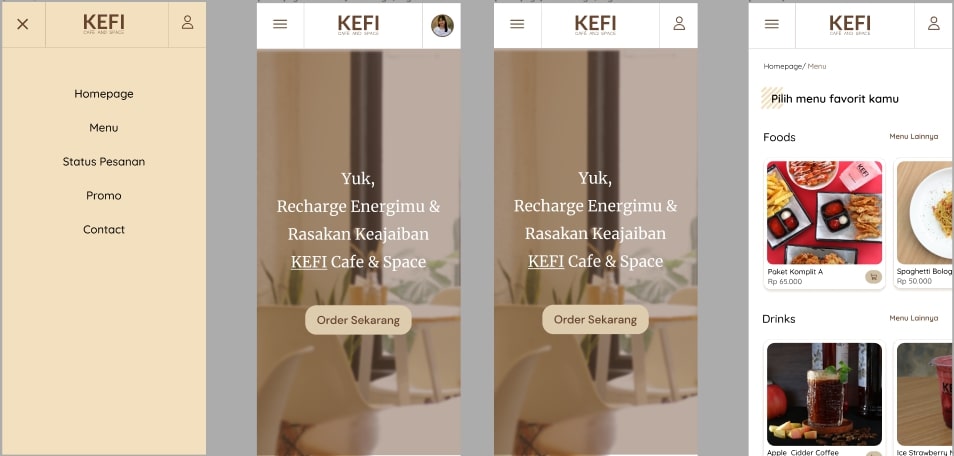 KEFI
CAFE AND SPACE
Homepage
Menu
Status Pesanan
Promo
Contact
KEFI
CAFE AND SPACE
Yuk,
Recharge Energimu &
Rasakan Keajaiban
KEFI Cafe & Space
Order Sekarang
KEFI
CAFE AND SPACE
Yuk,
Recharge Energimu &
Rasakan Keajaiban
KEFI Cafe & Space
Order Sekarang
KEFI
CAFE AND SPACE
Homepage/ Menu
Pilih menu favorit kamu
Foods
Menu Lainnya
KEFI
Paket Komplit A
Rp 65.000
Spaghetti Bolog
Rp 50.000
Drinks
Menu Lainnya
Apple Cidder Coffee
Ice Strawberry